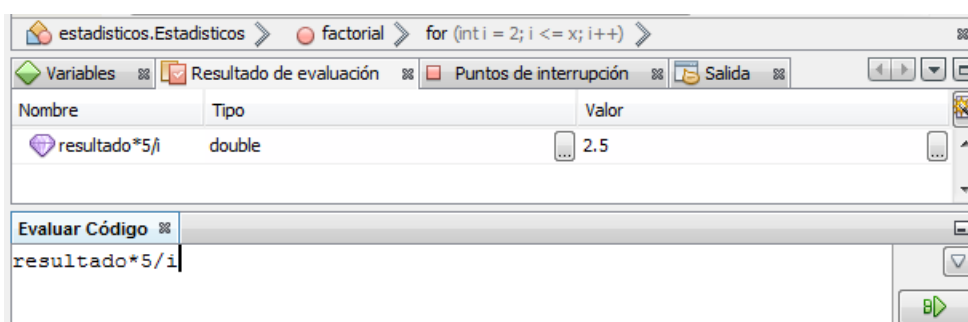 estadisticos.Estadisticos factorial for (int i = 2; i <= x; i++)
Variables Resultado de evaluación Puntos de interrupción Salida
Nombre Tipo Valor
resultado*5/i double ... 2.5 ...
Evaluar Código
resultado*5/i